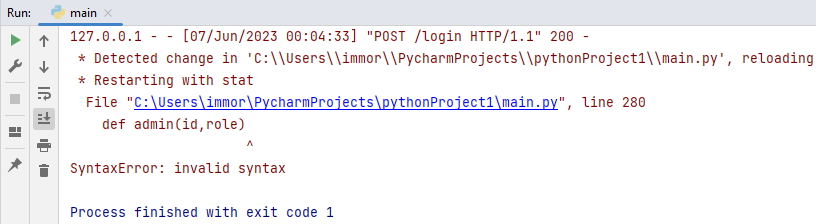 Run: main ×
127.0.0.1 - - [07/Jun/2023 00:04:33] "POST /login HTTP/1.1" 200 -
* Detected change in 'C:\\Users\\immor\\PycharmProjects\\pythonProject1\\main.py', reloading
* Restarting with stat
File "C:\Users\immor\PycharmProjects\pythonProject1\main.py", line 280
def admin(id,role)
^
SyntaxError: invalid syntax
Process finished with exit code 1